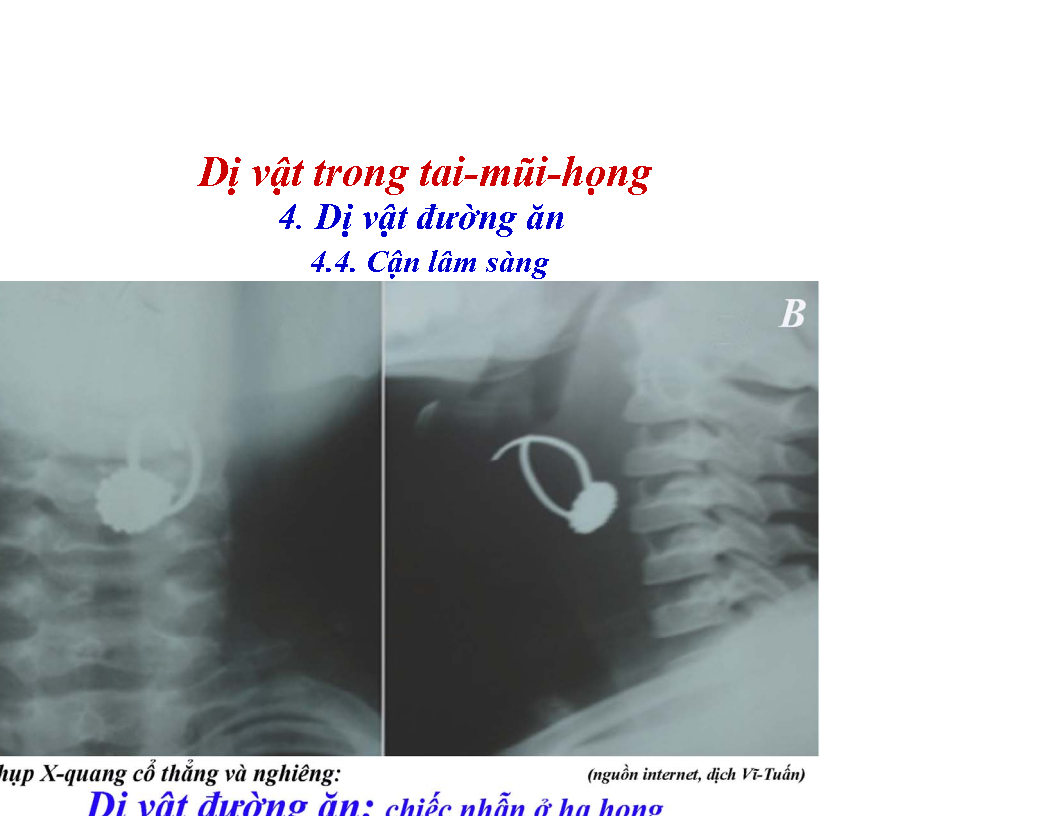 Dị vật trong tai-mũi-họng
4. Dị vật đường ăn
4.4. Cận lâm sàng
B
hụp X-quang cổ thẳng và nghiêng:
(nguồn internet, dịch Vĩ-Tuấn)
Dị vật đường ăn: chiếc nhẫn ở hạ họng